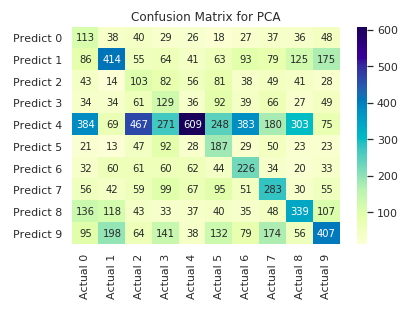 Confusion Matrix for PCA
Predict 0 113 38 40 29 26 18 27 37 36 48
Predict 1 86 414 55 64 41 63 93 79 125 175
Predict 2 43 14 103 82 56 81 38 49 41 28
Predict 3 34 34 61 129 36 92 39 66 27 49
Predict 4 384 69 467 271 609 248 383 180 303 75
Predict 5 21 13 47 92 28 187 29 50 23 23
Predict 6 32 60 61 60 62 44 226 34 20 33
Predict 7 56 42 59 99 67 95 51 283 30 55
Predict 8 136 118 43 33 37 40 35 48 339 107
Predict 9 95 198 64 141 38 132 79 174 56 407
Actual 0 Actual 1 Actual 2 Actual 3 Actual 4 Actual 5 Actual 6 Actual 7 Actual 8 Actual 9
600
500
400
300
200
100